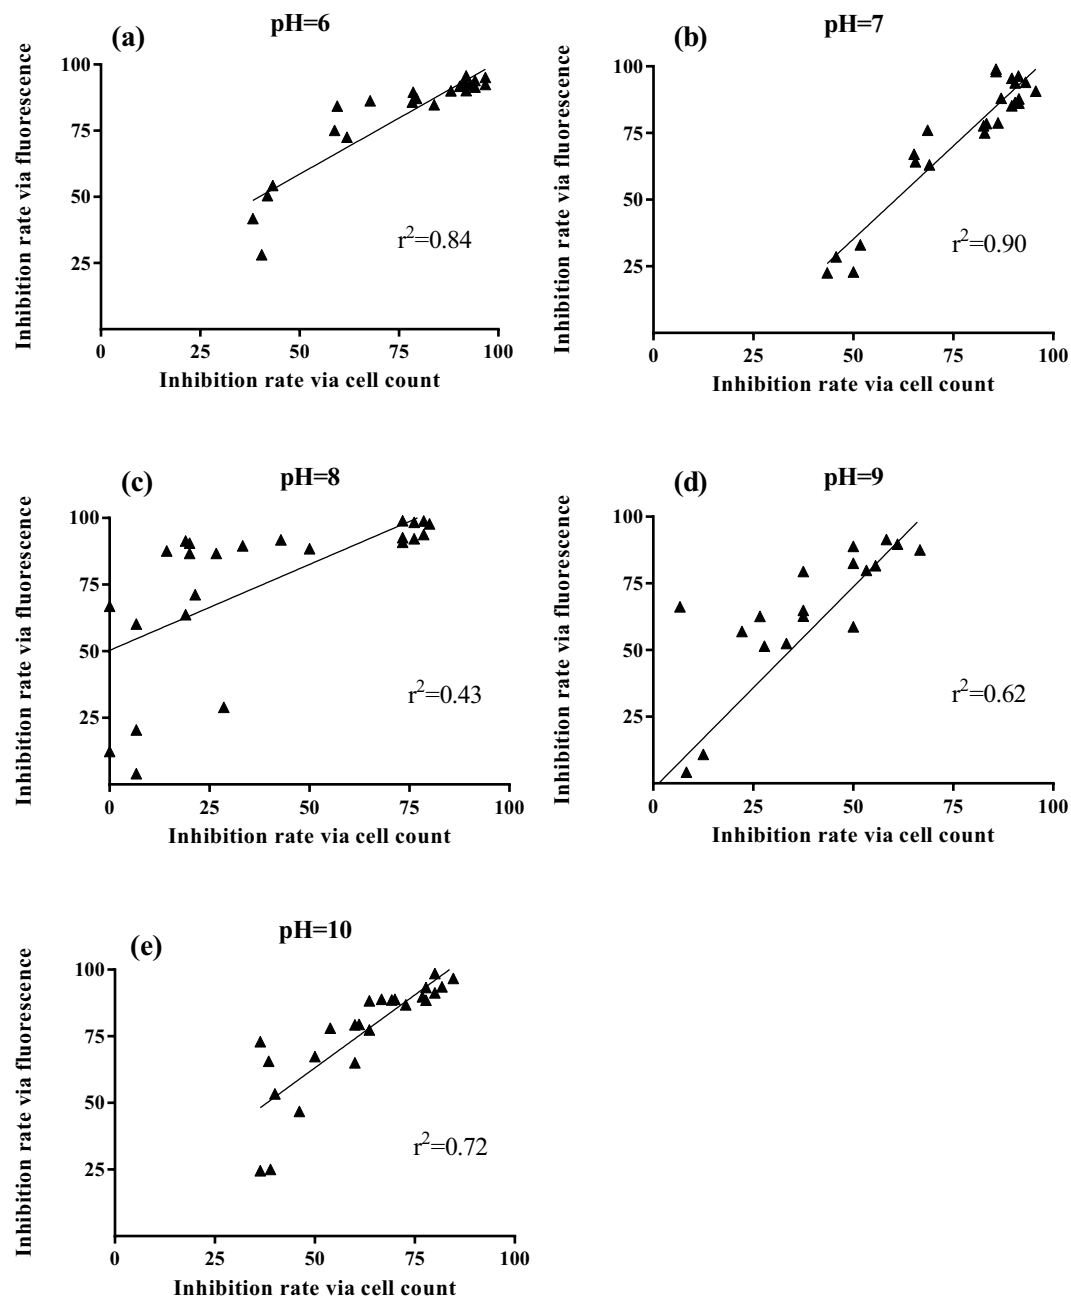 (a)
pH=6
Inhibition rate via fluorescence
100
75
50
25
r²=0.84
0 25 50 75 100
Inhibition rate via cell count
(b)
pH=7
Inhibition rate via fluorescence
100
75
50
25
r²=0.90
0 25 50 75 100
Inhibition rate via cell count
(c)
pH=8
Inhibition rate via fluorescence
100
75
50
25
r²=0.43
0 25 50 75 100
Inhibition rate via cell count
(d)
pH=9
Inhibition rate via fluorescence
100
75
50
25
r²=0.62
0 25 50 75 100
Inhibition rate via cell count
(e)
pH=10
Inhibition rate via fluorescence
100
75
50
25
r²=0.72
0 25 50 75 100
Inhibition rate via cell count